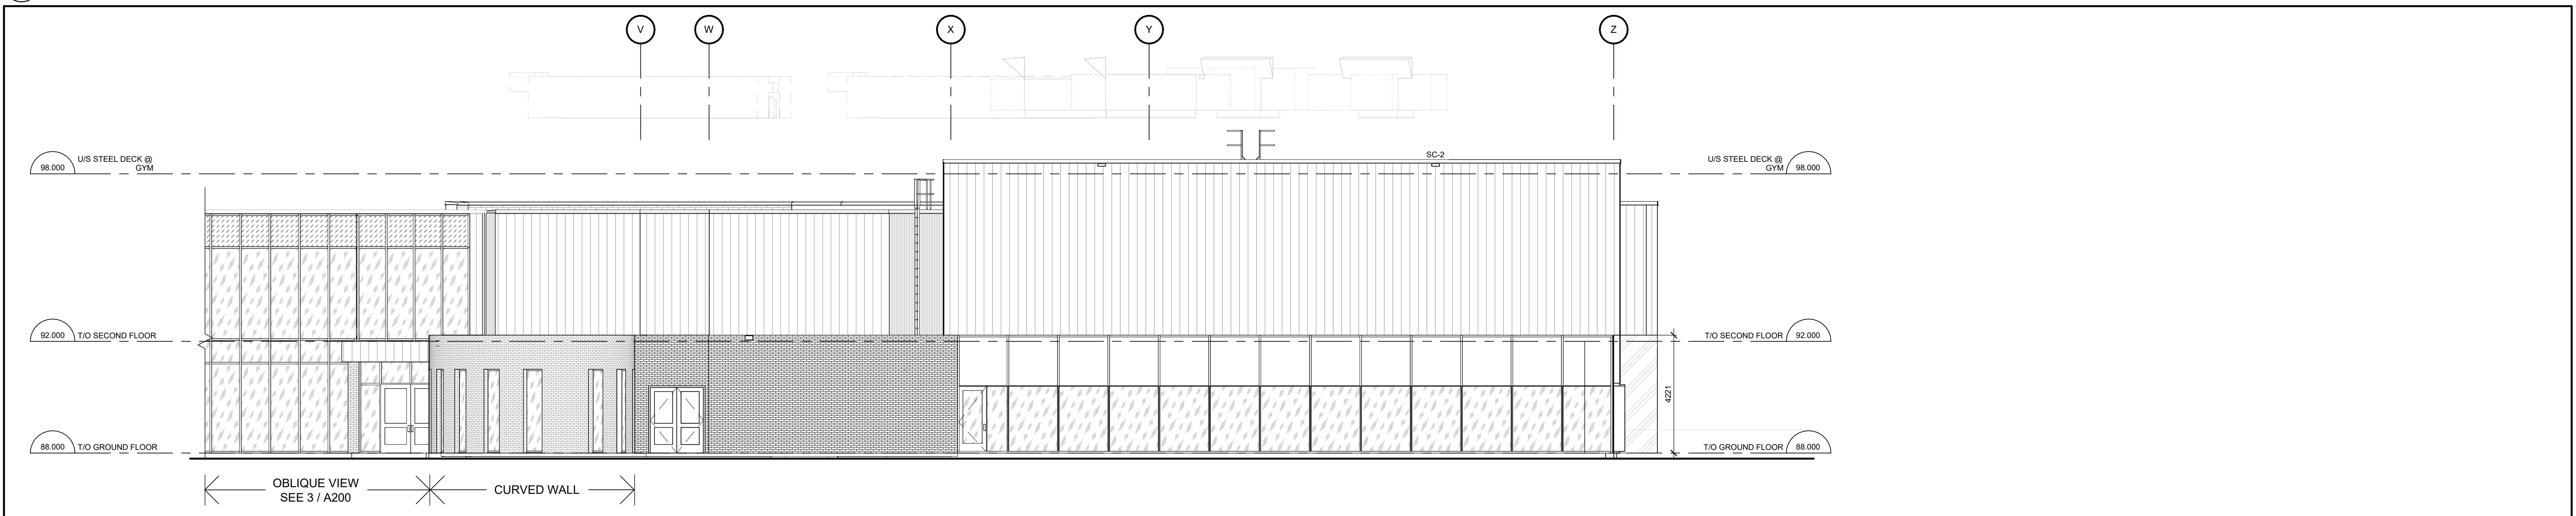 V
W
X
Y
Z
98.000
U/S STEEL DECK @
GYM
SC-2
U/S STEEL DECK @
GYM
98.000
92.000
T/O SECOND FLOOR
T/O SECOND FLOOR
92.000
4221
88.000
T/O GROUND FLOOR
T/O GROUND FLOOR
88.000
OBLIQUE VIEW
SEE 3 / A200
CURVED WALL